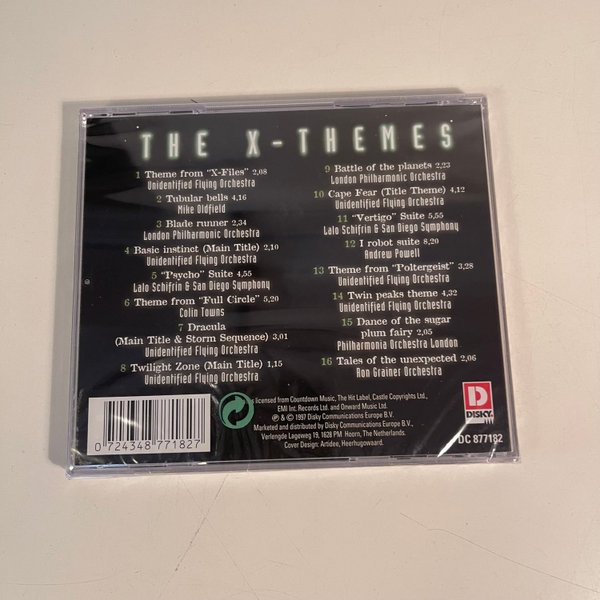 THE X-THEMES
1 Theme from "X-Files" 2,08
Unidentified Flying Orchestra
2 Tubular bells 4,16
Mike Oldfield
3 Blade runner 2,34
London Philharmonic Orchestra
4 Basic instinct (Main Title) 2,10
Unidentified Flying Orchestra
5 "Psycho" Suite 4,55
Lalo Schifrin & San Diego Symphony
6 Theme from "Full Circle" 5,20
Colin Towns
7 Dracula
(Main Title & Storm Sequence) 3,01
Unidentified Flying Orchestra
8 Twilight Zone (Main Title) 1,15
Unidentified Flying Orchestra
9 Battle of the planets 2,23
London Philharmonic Orchestra
10 Cape Fear (Title Theme) 4,12
Unidentified Flying Orchestra
11 "Vertigo" Suite 5,55
Lalo Schifrin & San Diego Symphony
12 I robot suite 8,20
Andrew Powell
13 Theme from "Poltergeist" 3,28
Unidentified Flying Orchestra
14 Twin peaks theme 4,32
Unidentified Flying Orchestra
15 Dance of the sugar
plum fairy 2,05
Philharmonia Orchestra London
16 Tales of the unexpected 2,06
Ron Grainer Orchestra
0 724348 771827
licensed from Countdown Music, The Hit Label, Castle Copyrights Ltd.,
EMI Int. Records Ltd. and Onward Music Ltd.
℗ & © 1997 Disky Communications Europe B.V.
Marketed and distributed by Disky Communications Europe B.V.
Verlengde Lageweg 19, 1628 PM Hoorn, The Netherlands.
Cover Design: Artidee, Heerhugowaard.
D
DISKY
DC 877182